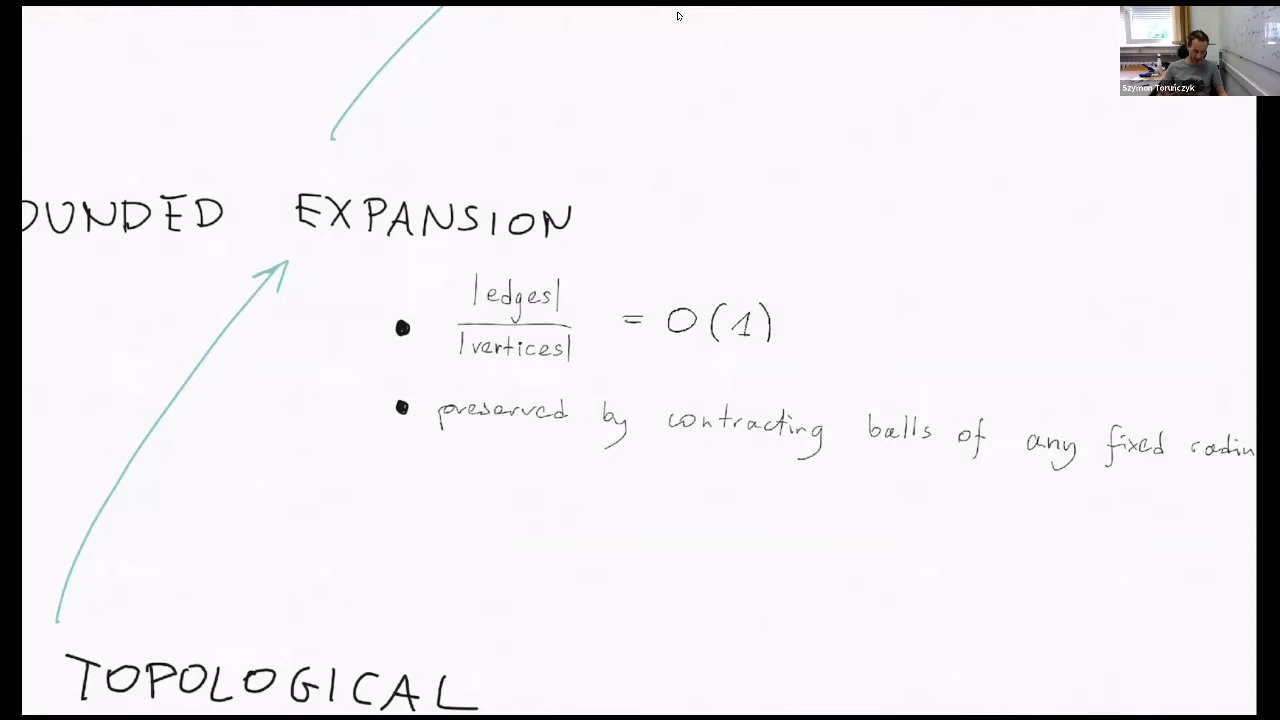 Szymon Toruńczyk
OUNDED EXPANSION
|edges|
|vertices| = O(1)
preserved by contracting balls of any fixed radiu
TOPOLOGICAL